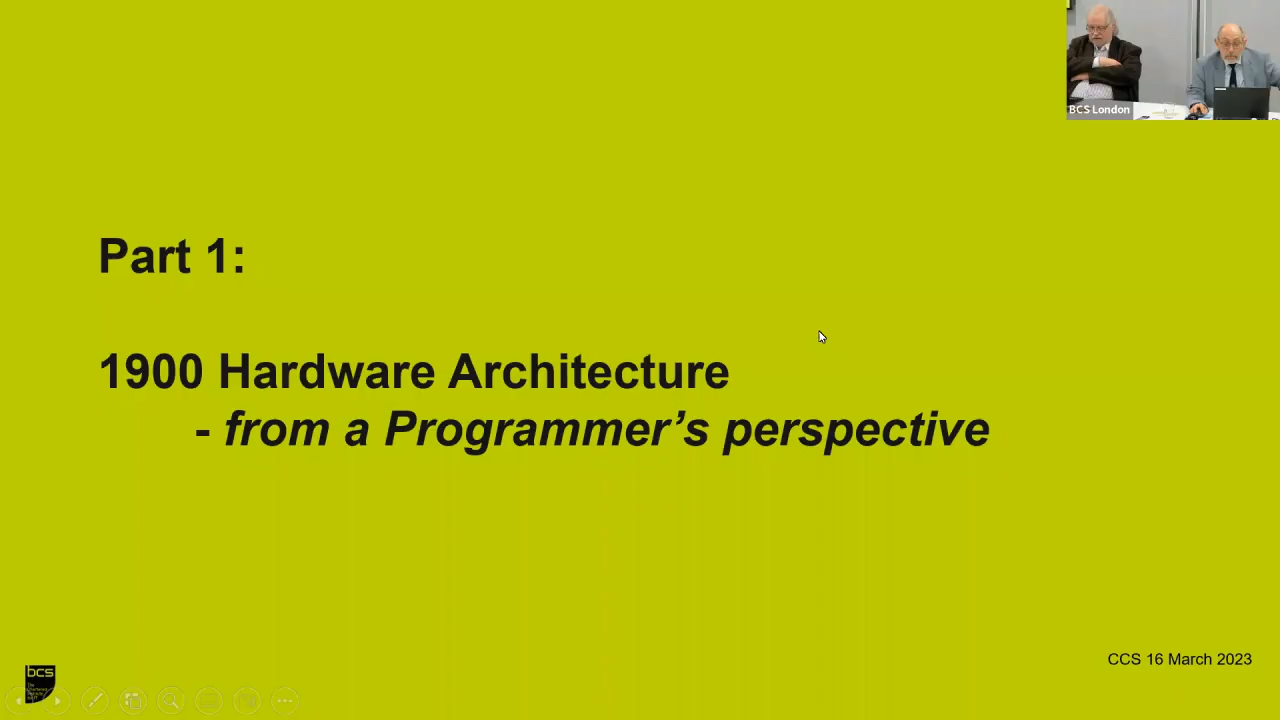 BCS London
Part 1:
1900 Hardware Architecture
- from a Programmer's perspective
CCS 16 March 2023
bcs